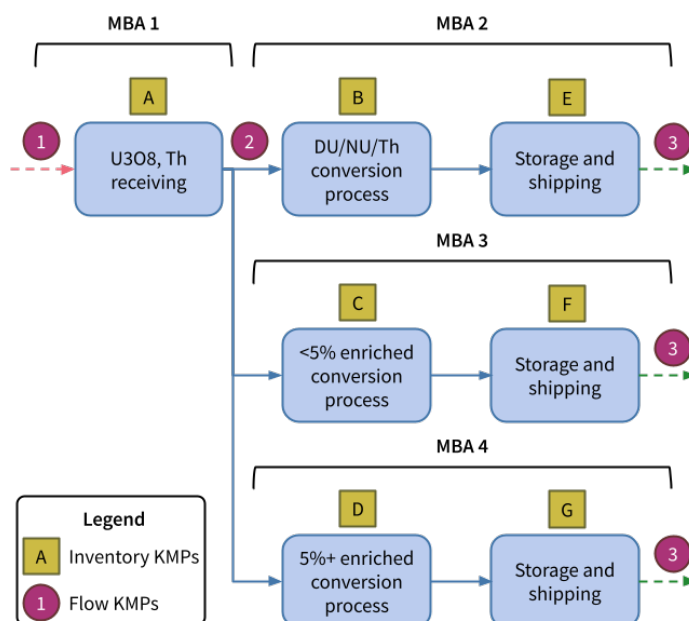 MBA 1
MBA 2
A
B
E
1
2
3
U3O8, Th
receiving
DU/NU/Th
conversion
process
Storage and
shipping
MBA 3
C
F
3
<5% enriched
conversion
process
Storage and
shipping
MBA 4
D
G
3
5%+ enriched
conversion
process
Storage and
shipping
Legend
A Inventory KMPs
1 Flow KMPs